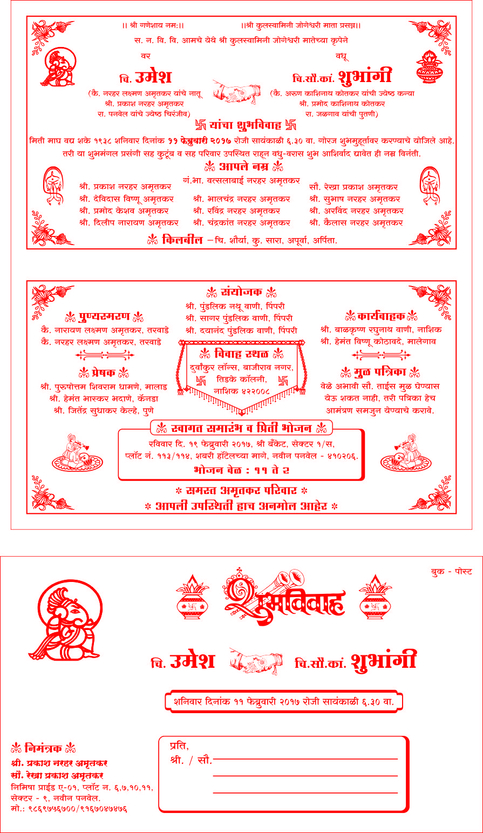 ।। श्री गणेशाय नमः।।
।।श्री कुलस्वामिनी जोगेश्वरी माता प्रसन्न।।
स. न. वि. वि. आमचे येथे श्री कुलस्वामिनी जोगेश्वरी मातेच्या कृपेने
वर
वधू
चि. उमेश
चि.सौ.कां. शुभांगी
(कै. नरहर लक्ष्मण अमृतकर यांचे नातू
श्री. प्रकाश नरहर अमृतकर
रा. पनवेल यांचे ज्येष्ठ चिरंजीव)
(कै. अरुण काशिनाथ कोतकर यांची ज्येष्ठ कन्या
श्री. प्रमोद काशिनाथ कोतकर
रा. जळगाव यांची पुतणी)
卐 यांचा शुभविवाह 卐
मिती माघ वद्य शके १९३८ शनिवार दिनांक ११ फेब्रुवारी २०१७ रोजी सायंकाळी ६.३० वा. गोरज शुभमुहूर्तावर करण्याचे योजिले आहे.
तरी या शुभमंगल प्रसंगी सह कुटूंब व सह परिवार उपस्थित राहून वधु-वरास शुभ आशिर्वाद द्यावेत ही नम्र विनंती.
आपले नम्र
गं.भा. वत्सलाबाई नरहर अमृतकर
श्री. प्रकाश नरहर अमृतकर
सौ. रेखा प्रकाश अमृतकर
श्री. देविदास विष्णू अमृतकर श्री. भालचंद्र नरहर अमृतकर श्री. सुभाष नरहर अमृतकर
श्री. प्रमोद केशव अमृतकर श्री. रविंद्र नरहर अमृतकर श्री. अरविंद नरहर अमृतकर
श्री. दिलीप नारायण अमृतकर श्री. चंद्रकांत नरहर अमृतकर श्री. कैलास नरहर अमृतकर
किलबील –चि. शौर्या, कु. सारा, अपूर्वा, अर्पिता.
संयोजक
श्री. पुंडलिक नथू वाणी, पिंपरी
श्री. सागर पुंडलिक वाणी, पिंपरी
श्री. दयानंद पुंडलिक वाणी, पिंपरी
पुण्यस्मरण
कै. नारायण लक्ष्मण अमृतकर, तरवाडे
कै. नरहर लक्ष्मण अमृतकर, तरवाडे
कार्यवाहक
श्री. बाळकृष्ण रघुनाथ वाणी, नाशिक
श्री. हेमंत विष्णू कोठावदे, मालेगाव
विवाह स्थळ
दुर्वांकुर लॉन्स, बाजीराव नगर,
तिडके कॉलनी,
नाशिक ४२२००८
प्रेषक
श्री. पुरूषोत्तम शिवराम धामणे, मालाड
श्री. हेमंत भास्कर भदाणे, कॅनडा
श्री. जितेंद्र सुधाकर केल्हे, पुणे
मुळ पत्रिका
वेळे अभावी सौ. ताईस मुळ घेण्यास
येऊ शकत नाही, तरी पत्रिका हेच
आमंत्रण समजुन येण्याचे करावे.
स्वागत समारंभ व प्रिती भोजन
रविवार दि. १९ फेब्रुवारी २०१७, श्री बँकेट, सेक्टर १/स.
प्लॉट नं. ११३/११४, शबरी हॉटेलच्या मागे, नवीन पनवेल - ४१०२०६.
भोजन वेळ : ११ ते २
समस्त अमृतकर परिवार
आपली उपस्थिती हाच अनमोल आहेर
बुक - पोस्ट
शुभविवाह
चि. उमेश
चि.सौ.कां. शुभांगी
शनिवार दिनांक ११ फेब्रुवारी २०१७ रोजी सायंकाळी ६.३० वा.
निमंत्रक
श्री. प्रकाश नरहर अमृतकर
सौ. रेखा प्रकाश अमृतकर
निमिषा प्राईड ए-०१, प्लॉट नं. ६,७,१०,११,
सेक्टर - ९, नवीन पनवेल.
मो.: ९८६९७५६७००/९१६७०४७४७६
प्रति,
श्री. / सौ.